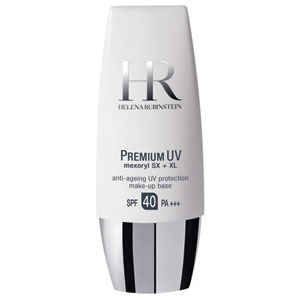 HR
HELENA RUBINSTEIN
PREMIUM UV
mexoryl SX + XL
anti-ageing UV protection
make-up base
SPF 40 PA +++